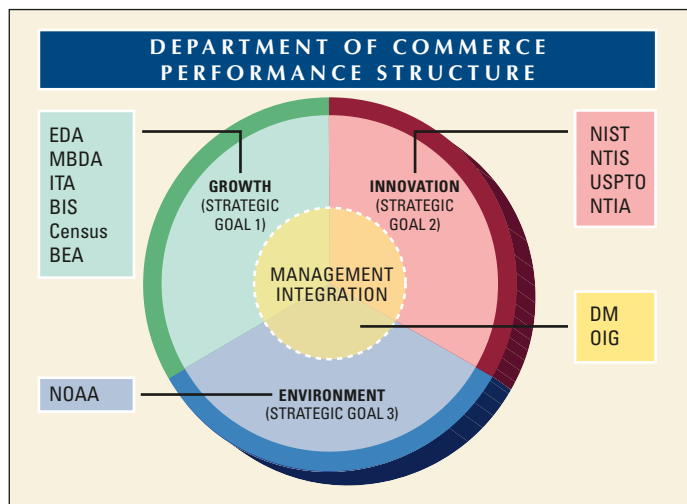 DEPARTMENT OF COMMERCE
PERFORMANCE STRUCTURE
EDA
MBDA
ITA
BIS
Census
BEA
GROWTH
(STRATEGIC
GOAL 1)
INNOVATION
(STRATEGIC
GOAL 2)
NIST
NTIS
USPTO
NTIA
MANAGEMENT
INTEGRATION
DM
OIG
NOAA
ENVIRONMENT
(STRATEGIC GOAL 3)